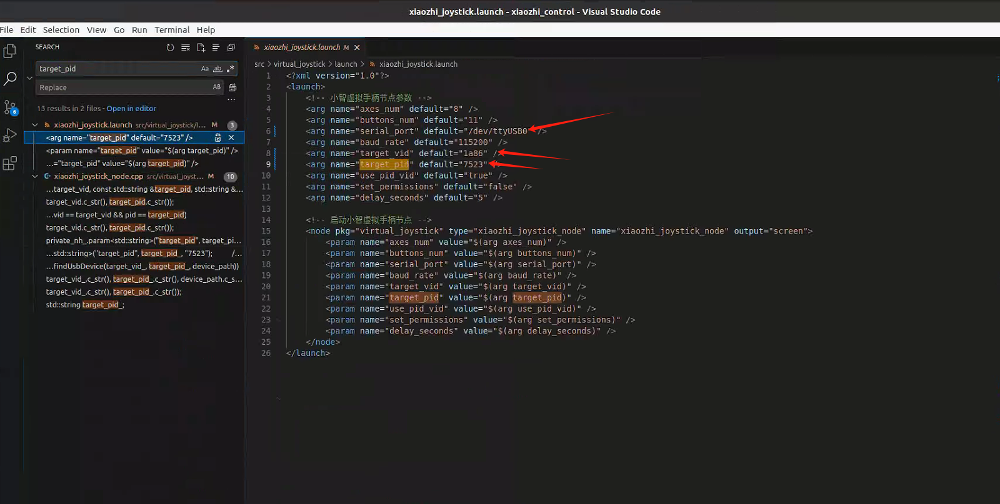 xiaozhi_joystick.launch - xiaozhi_control - Visual Studio Code
File Edit Selection View Go Run Terminal Help
SEARCH
target_pid
Aa ab .*
Replace
AB
...
13 results in 2 files - Open in editor
xiaozhi_joystick.launch src/virtual_joystick/l... M 3
<arg name="target_pid" default="7523" />
<param name="target_pid" value="$(arg target_pid)" />
...="target_pid" value="$(arg target_pid)" />
xiaozhi_joystick_node.cpp src/virtual_joyst... M 10
...target_vid, const std::string &target_pid, std::string &...
target_vid.c_str(), target_pid.c_str());
...vid == target_vid && pid == target_pid)
target_vid.c_str(), target_pid.c_str());
private_nh_.param<std::string>("target_pid", target_pi...
...std::string>("target_pid", target_pid_, "7523"); /...
...findUsbDevice(target_vid_, target_pid_, device_path))
target_vid_.c_str(), target_pid_.c_str(), device_path.c_s...
target_vid_.c_str(), target_pid_.c_str());
std::string target_pid_;
6
xiaozhi_joystick.launch M
src > virtual_joystick > launch > xiaozhi_joystick.launch
1 <?xml version="1.0"?>
2 <launch>
3 <!-- 小智虚拟手柄节点参数 -->
4 <arg name="axes_num" default="8" />
5 <arg name="buttons_num" default="11" />
6 <arg name="serial_port" default="/dev/ttyUSB0" />
7 <arg name="baud_rate" default="115200" />
8 <arg name="target_vid" default="1a86" />
9 <arg name="target_pid" default="7523"
10 <arg name="use_pid_vid" default="true" />
11 <arg name="set_permissions" default="false" />
12 <arg name="delay_seconds" default="5" />
13
14 <!-- 启动小智虚拟手柄节点 -->
15 <node pkg="virtual_joystick" type="xiaozhi_joystick_node" name="xiaozhi_joystick_node" output="screen">
16 <param name="axes_num" value="$(arg axes_num)" />
17 <param name="buttons_num" value="$(arg buttons_num)" />
18 <param name="serial_port" value="$(arg serial_port)" />
19 <param name="baud_rate" value="$(arg baud_rate)" />
20 <param name="target_vid" value="$(arg target_vid)" />
21 <param name="target_pid" value="$(arg target_pid)" />
22 <param name="use_pid_vid" value="$(arg use_pid_vid)" />
23 <param name="set_permissions" value="$(arg set_permissions)" />
24 <param name="delay_seconds" value="$(arg delay_seconds)" />
25 </node>
26 </launch>